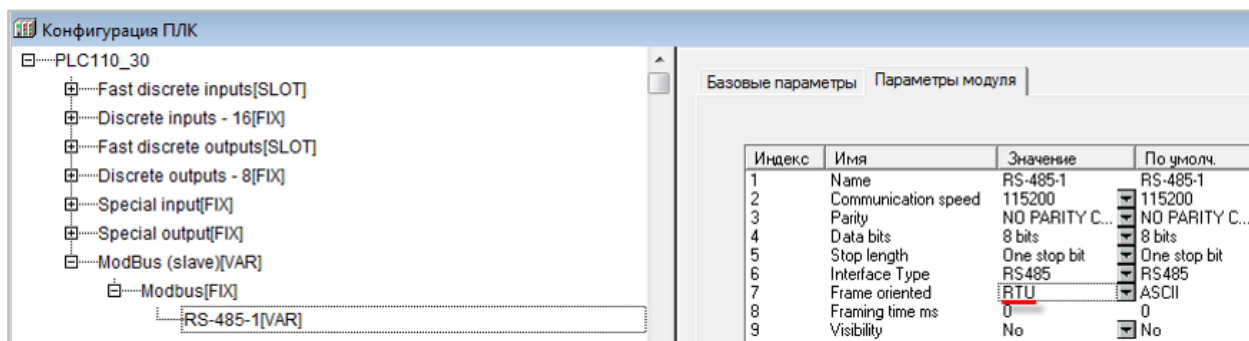 Конфигурация ПЛК
PLC110_30
Fast discrete inputs[SLOT]
Discrete inputs - 16[FIX]
Fast discrete outputs[SLOT]
Discrete outputs - 8[FIX]
Special input[FIX]
Special output[FIX]
ModBus (slave)[VAR]
Modbus[FIX]
RS-485-1[VAR]
Базовые параметры Параметры модуля
Индекс Имя Значение По умолч.
1 Name RS-485-1 RS-485-1
2 Communication speed 115200 115200
3 Parity NO PARITY C... NO PARITY C...
4 Data bits 8 bits 8 bits
5 Stop length One stop bit One stop bit
6 Interface Type RS485 RS485
7 Frame oriented RTU ASCII
8 Framing time ms 0 0
9 Visibility No No